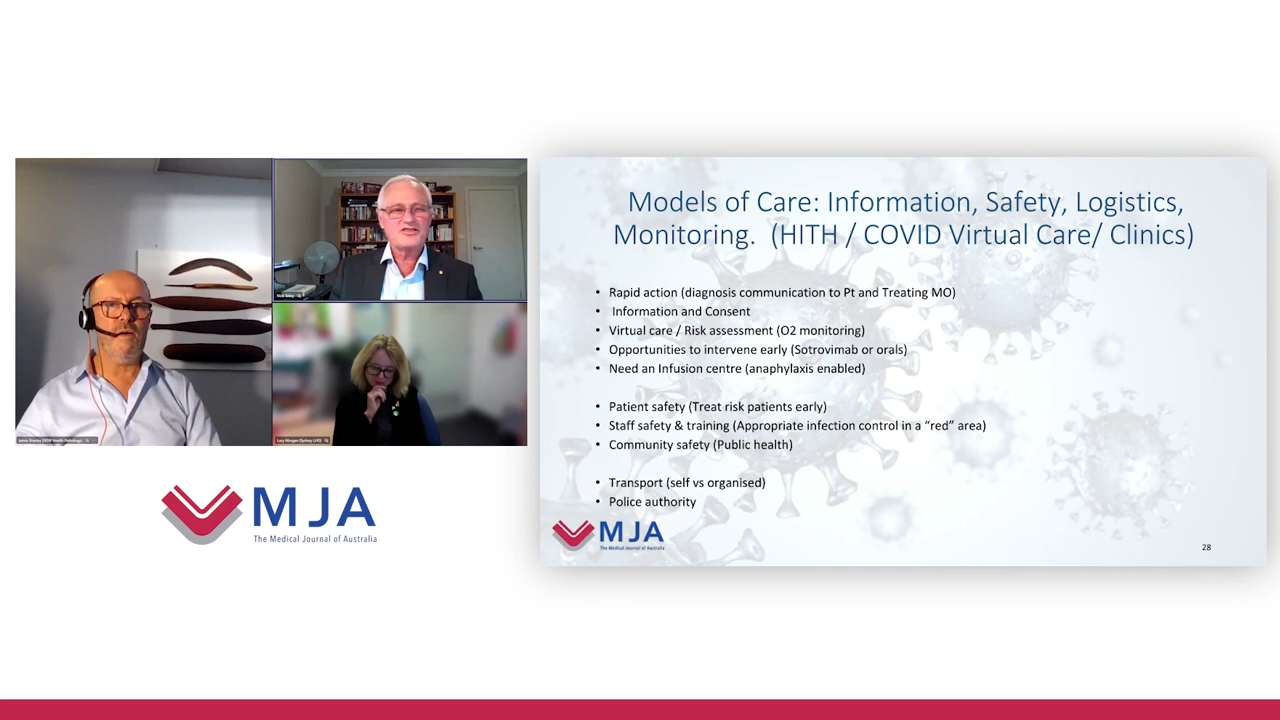 Models of Care: Information, Safety, Logistics,
Monitoring. (HITH / COVID Virtual Care/ Clinics)
• Rapid action (diagnosis communication to Pt and Treating MO)
• Information and Consent
• Virtual care / Risk assessment (O2 monitoring)
• Opportunities to intervene early (Sotrovimab or orals)
• Need an Infusion centre (anaphylaxis enabled)
• Patient safety (Treat risk patients early)
• Staff safety & training (Appropriate infection control in a “red” area)
• Community safety (Public health)
• Transport (self vs organised)
• Police authority
MJA
The Medical Journal of Australia
28
Lucy Morgan (Sydney LHD)
MJA
The Medical Journal of Australia